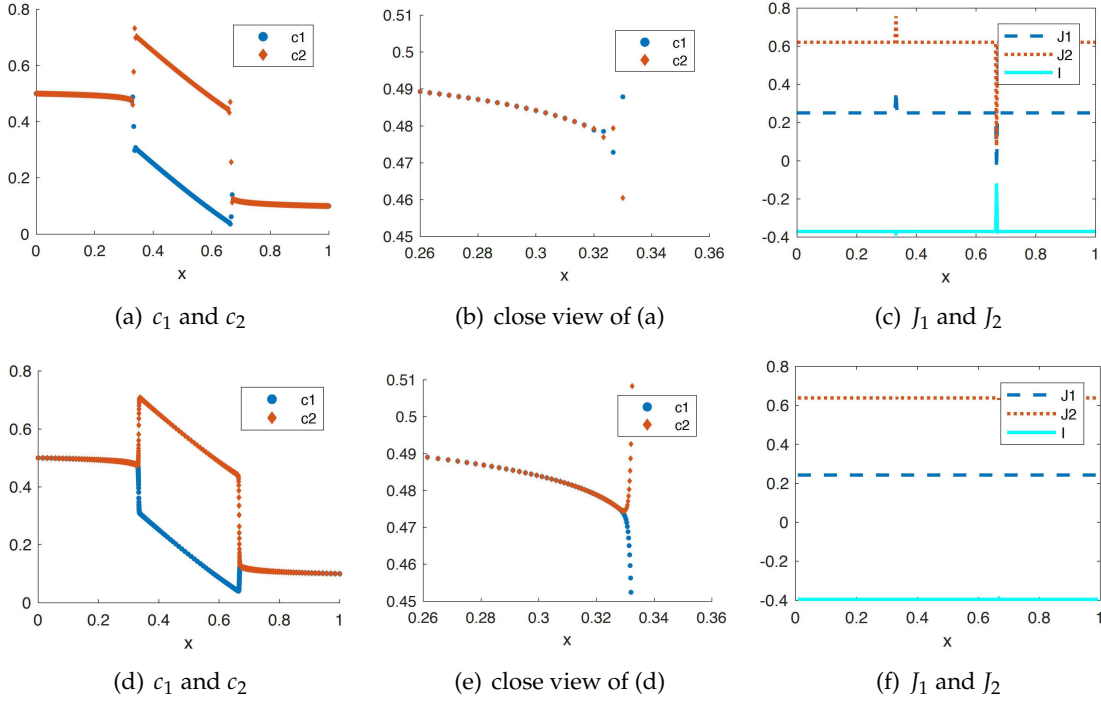 0.8
0.6
0.4
0.2
0
0 0.2 0.4 0.6 0.8 1
x
c1
c2
(a) c1 and c2
0.51
0.5
0.49
0.48
0.47
0.46
0.45
0.26 0.28 0.3 0.32 0.34 0.36
x
c1
c2
(b) close view of (a)
0.8
0.6
0.4
0.2
0
-0.2
-0.4
0 0.2 0.4 0.6 0.8 1
x
J1
J2
I
(c) J1 and J2
0.8
0.6
0.4
0.2
0
0 0.2 0.4 0.6 0.8 1
x
c1
c2
(d) c1 and c2
0.51
0.5
0.49
0.48
0.47
0.46
0.45
0.26 0.28 0.3 0.32 0.34 0.36
x
c1
c2
(e) close view of (d)
0.8
0.6
0.4
0.2
0
-0.2
-0.4
0 0.2 0.4 0.6 0.8 1
x
J1
J2
I
(f) J1 and J2